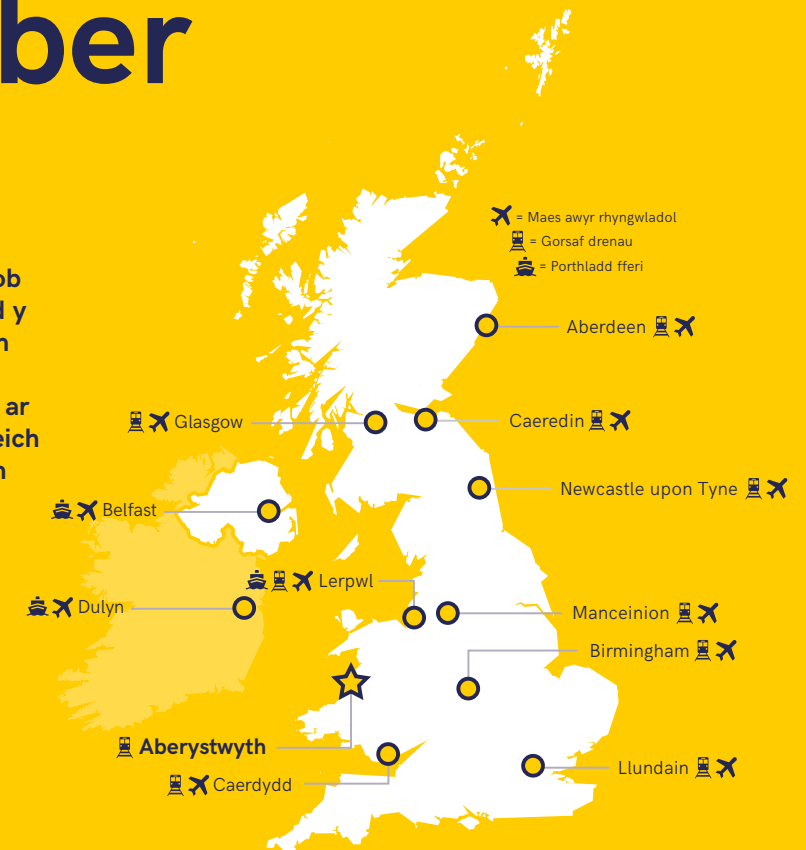 ber
ob
d y
n
ar
eich
n
= Maes awyr rhyngwladol
= Gorsaf drenau
= Porthladd fferi
Aberdeen
Glasgow
Caeredin
Newcastle upon Tyne
Belfast
Lerpwl
Dulyn
Manceinion
Birmingham
Aberystwyth
Llundain
Caerdydd